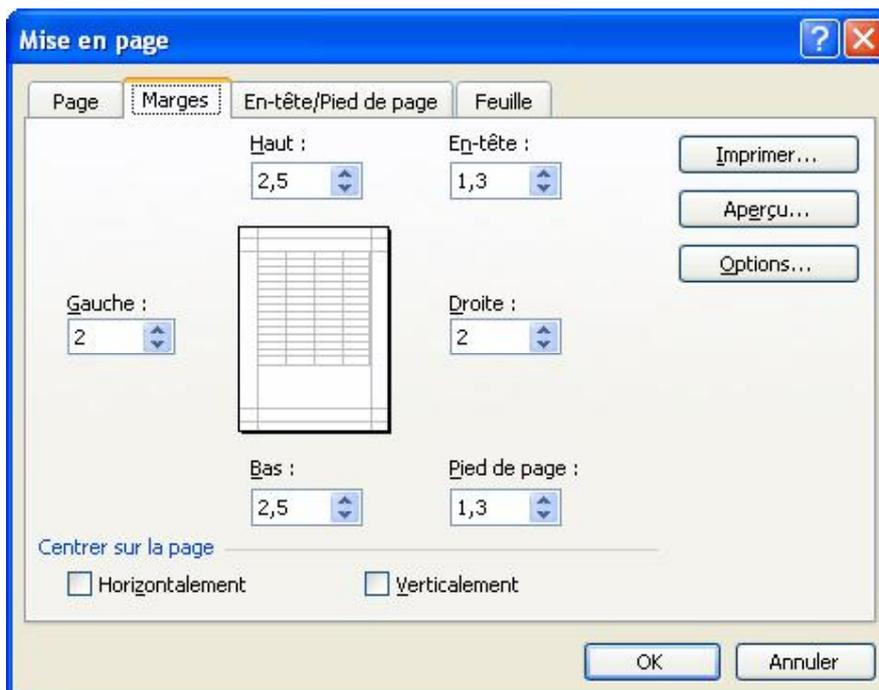 Mise en page
Page Marges En-tête/Pied de page Feuille
Haut : En-tête :
2,5 1,3
Imprimer...
Aperçu...
Options...
Gauche : Droite :
2 2
Bas : Pied de page :
2,5 1,3
Centrer sur la page
Horizontalement Verticalement
OK Annuler